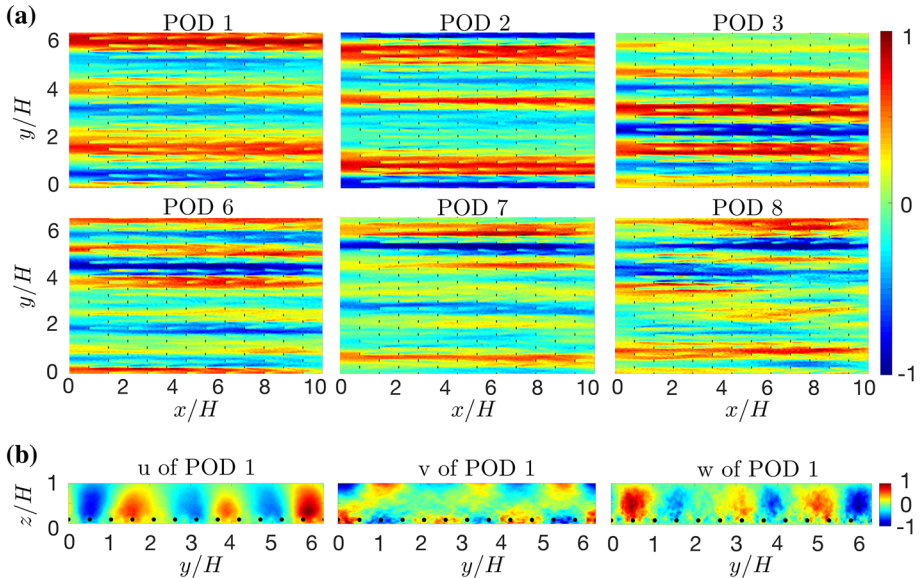 (a)
POD 1 POD 2 POD 3
y/H 6 4 2 0
1
0
-1
POD 6 POD 7 POD 8
y/H 6 4 2 0
0 2 4 6 8 10 0 2 4 6 8 10 0 2 4 6 8 10
x/H x/H x/H
(b)
u of POD 1 v of POD 1 w of POD 1
z/H 1 0
1
0
-1
0 1 2 3 4 5 6 0 1 2 3 4 5 6 0 1 2 3 4 5 6
y/H y/H y/H